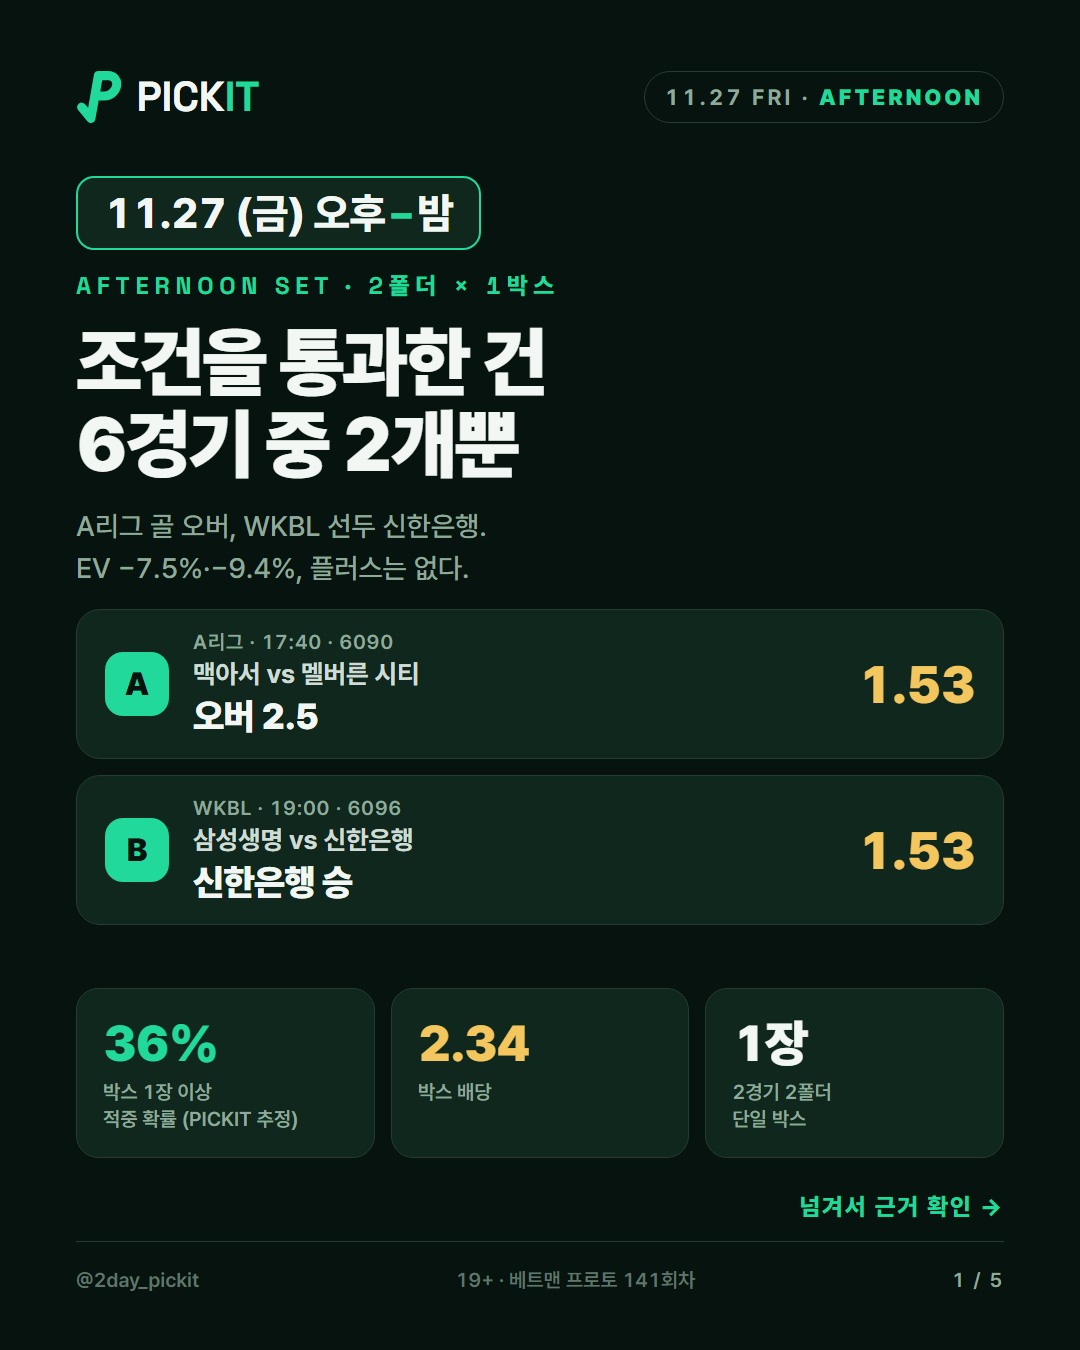 PICKIT
11.27 FRI · AFTERNOON
11.27 (금) 오후–밤
AFTERNOON SET · 2폴더 × 1박스
조건을 통과한 건
6경기 중 2개뿐
A리그 골 오버, WKBL 선두 신한은행.
EV −7.5%·−9.4%, 플러스는 없다.
A리그 · 17:40 · 6090
A
맥아서 vs 멜버른 시티
오버 2.5
1.53
WKBL · 19:00 · 6096
B
삼성생명 vs 신한은행
신한은행 승
1.53
36%
박스 1장 이상
적중 확률 (PICKIT 추정)
2.34
박스 배당
1장
2경기 2폴더
단일 박스
넘겨서 근거 확인 →
@2day_pickit
19+ · 베트맨 프로토 141회차
1 / 5